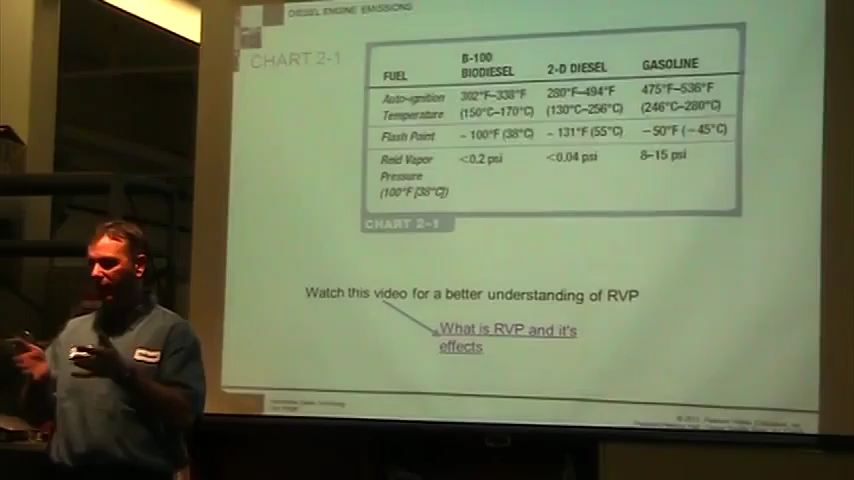 DIESEL ENGINE EMISSIONS
CHART 2-1
FUEL B-100 BIODIESEL 2-D DIESEL GASOLINE
Auto-ignition Temperature 302°F–338°F (150°C–170°C) 280°F–494°F (130°C–256°C) 475°F–536°F (246°C–280°C)
Flash Point ~ 100°F (38°C) ~ 131°F (55°C) −50°F (−45°C)
Reid Vapor Pressure (100°F [38°C]) <0.2 psi <0.04 psi 8–15 psi
CHART 2-1
Watch this video for a better understanding of RVP
What is RVP and it's
effects